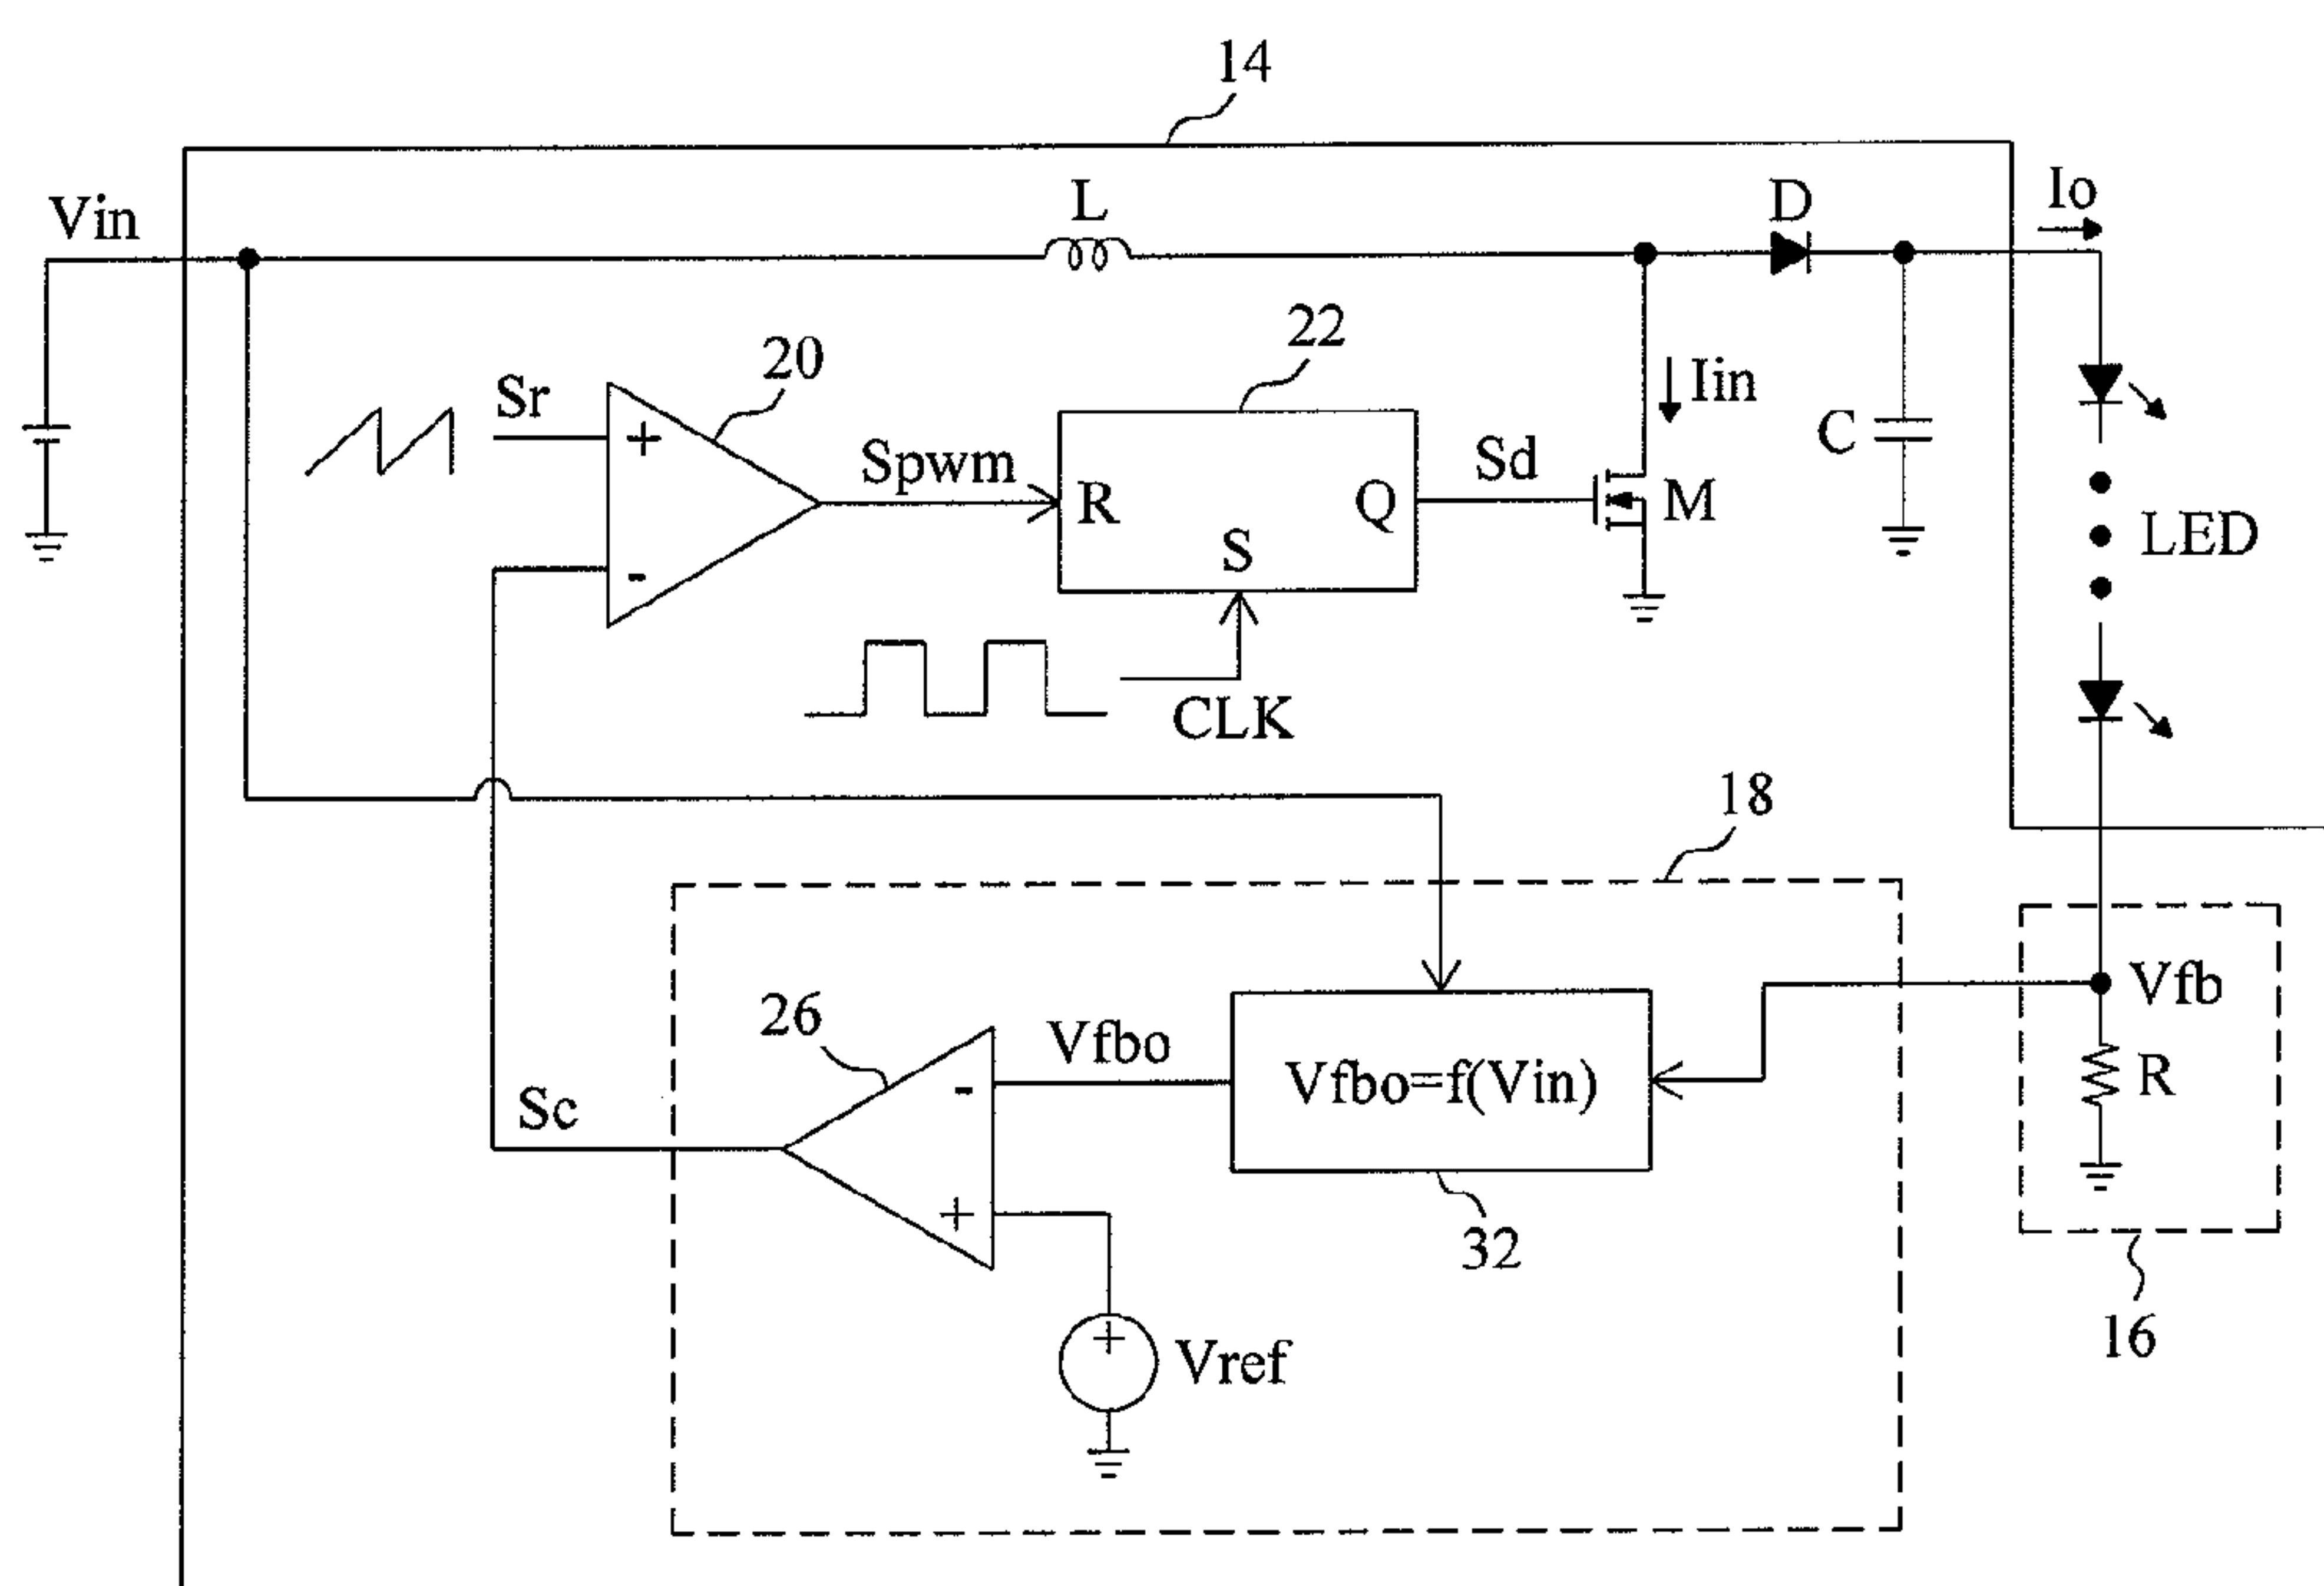 14
Vin
L
D
Io
20
22
Sr
+
-
Spwm
R
S
Q
Sd
Iin
M
C
LED
CLK
18
26
Vfbo
Vfbo=f(Vin)
Vfb
R
Sc
-
+
32
+
Vref
16